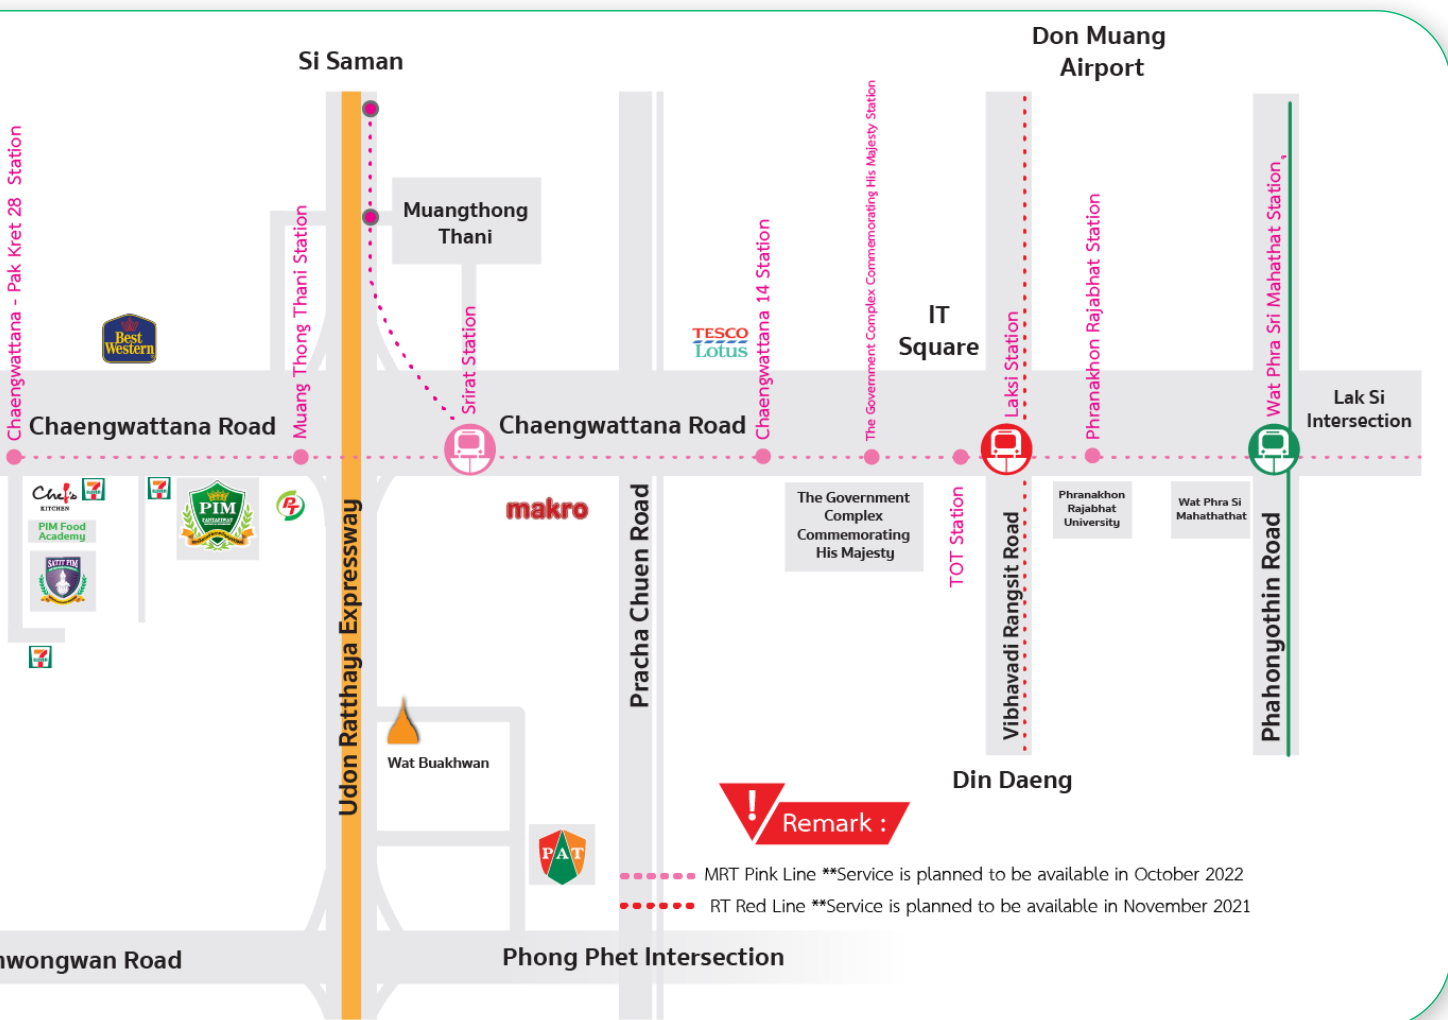 Si Saman
Don Muang
Airport
Chaengwattana - Pak Kret 28 Station
Muang Thong Thani Station
Muangthong
Thani
Srirat Station
Chaengwattana 14 Station
The Government Complex Commemorating His Majesty Station
IT
Square
Laksi Station
Phranakhon Rajabhat Station
Wat Phra Sri Mahathat Station
Best
Western
TESCO
Lotus
Chaengwattana Road
Chaengwattana Road
Lak Si
Intersection
Chef's
KITCHEN
PIM Food
Academy
SATIT PIM
PIM
PT
makro
The Government
Complex
Commemorating
His Majesty
TOT Station
Phranakhon
Rajabhat
University
Wat Phra Si
Mahathathat
Udon Ratthaya Expressway
Pracha Chuen Road
Vibhavadi Rangsit Road
Phahonyothin Road
Wat Buakhwan
Din Daeng
PAT
! Remark :
MRT Pink Line **Service is planned to be available in October 2022
RT Red Line **Service is planned to be available in November 2021
nwongwan Road
Phong Phet Intersection